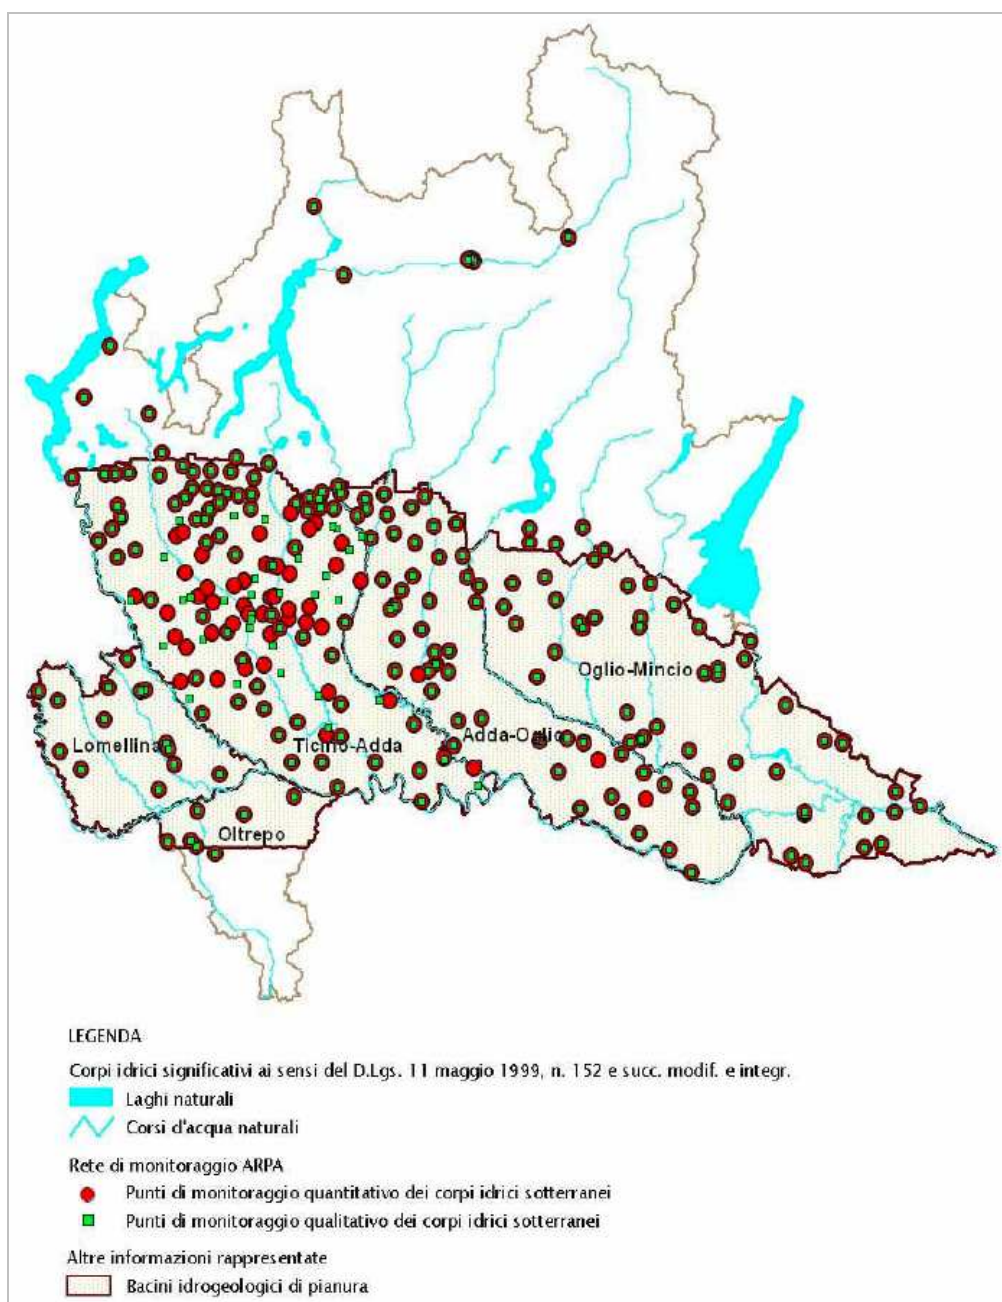 Oglio-Mincio
Lomellina
Ticino-Adda
Adda-Oglio
Oltrepo
LEGENDA
Corpi idrici significativi ai sensi del D.Lgs. 11 maggio 1999, n. 152 e succ. modif. e integr.
Laghi naturali
Corsi d'acqua naturali
Rete di monitoraggio ARPA
Punti di monitoraggio quantitativo dei corpi idrici sotterranei
Punti di monitoraggio qualitativo dei corpi idrici sotterranei
Altre informazioni rappresentate
Bacini idrogeologici di pianura